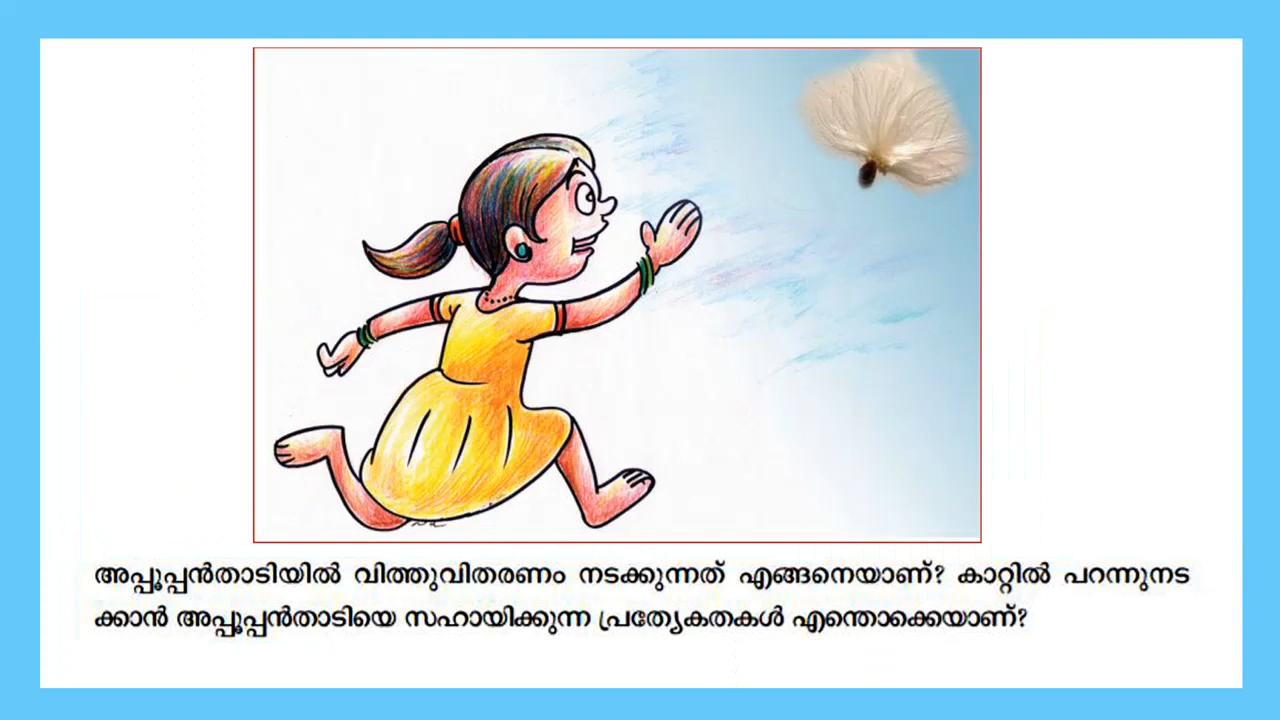 അപ്പൂപ്പൻതാടിയിൽ വിത്തുവിതരണം നടക്കുന്നത് എങ്ങനെയാണ്? കാറ്റിൽ പറന്നുനട
ക്കാൻ അപ്പൂപ്പൻതാടിയെ സഹായിക്കുന്ന പ്രത്യേകതകൾ എന്തൊക്കെയാണ്?